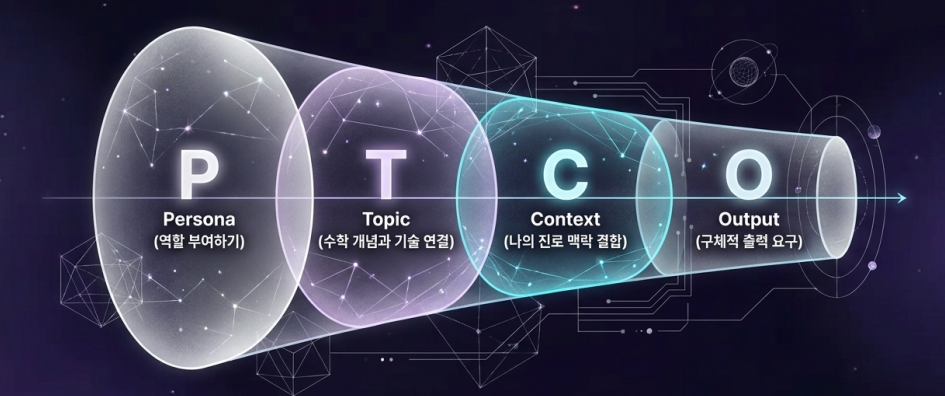 P
Persona
(역할 부여하기)
T
Topic
(수학 개념과 기술 연결)
C
Context
(나의 진로 맥락 결합)
O
Output
(구체적 출력 요구)